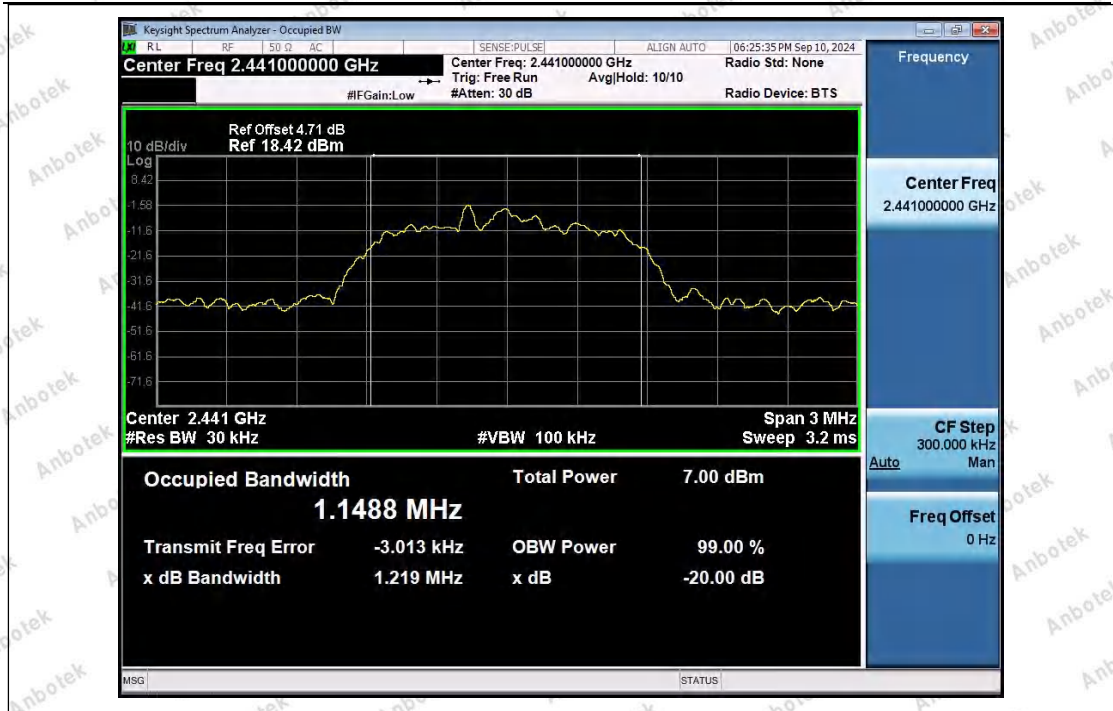 Keysight Spectrum Analyzer - Occupied BW
LXI RL RF 50 Ω AC SENSE:PULSE ALIGN AUTO 06:25:35 PM Sep 10, 2024
Center Freq 2.441000000 GHz
Center Freq: 2.441000000 GHz
Radio Std: None
Trig: Free Run Avg|Hold: 10/10
#IFGain:Low
#Atten: 30 dB
Radio Device: BTS
Ref Offset 4.71 dB
10 dB/div Ref 18.42 dBm
Log
8.42
-1.58
-11.6
-21.6
-31.6
-41.6
-51.6
-61.6
-71.6
Center 2.441 GHz Span 3 MHz
#Res BW 30 kHz #VBW 100 kHz Sweep 3.2 ms
Occupied Bandwidth Total Power 7.00 dBm
1.1488 MHz
Transmit Freq Error -3.013 kHz OBW Power 99.00 %
x dB Bandwidth 1.219 MHz x dB -20.00 dB
MSG STATUS
Frequency
Center Freq
2.441000000 GHz
CF Step
300.000 kHz
Auto Man
Freq Offset
0 Hz
Anbotek